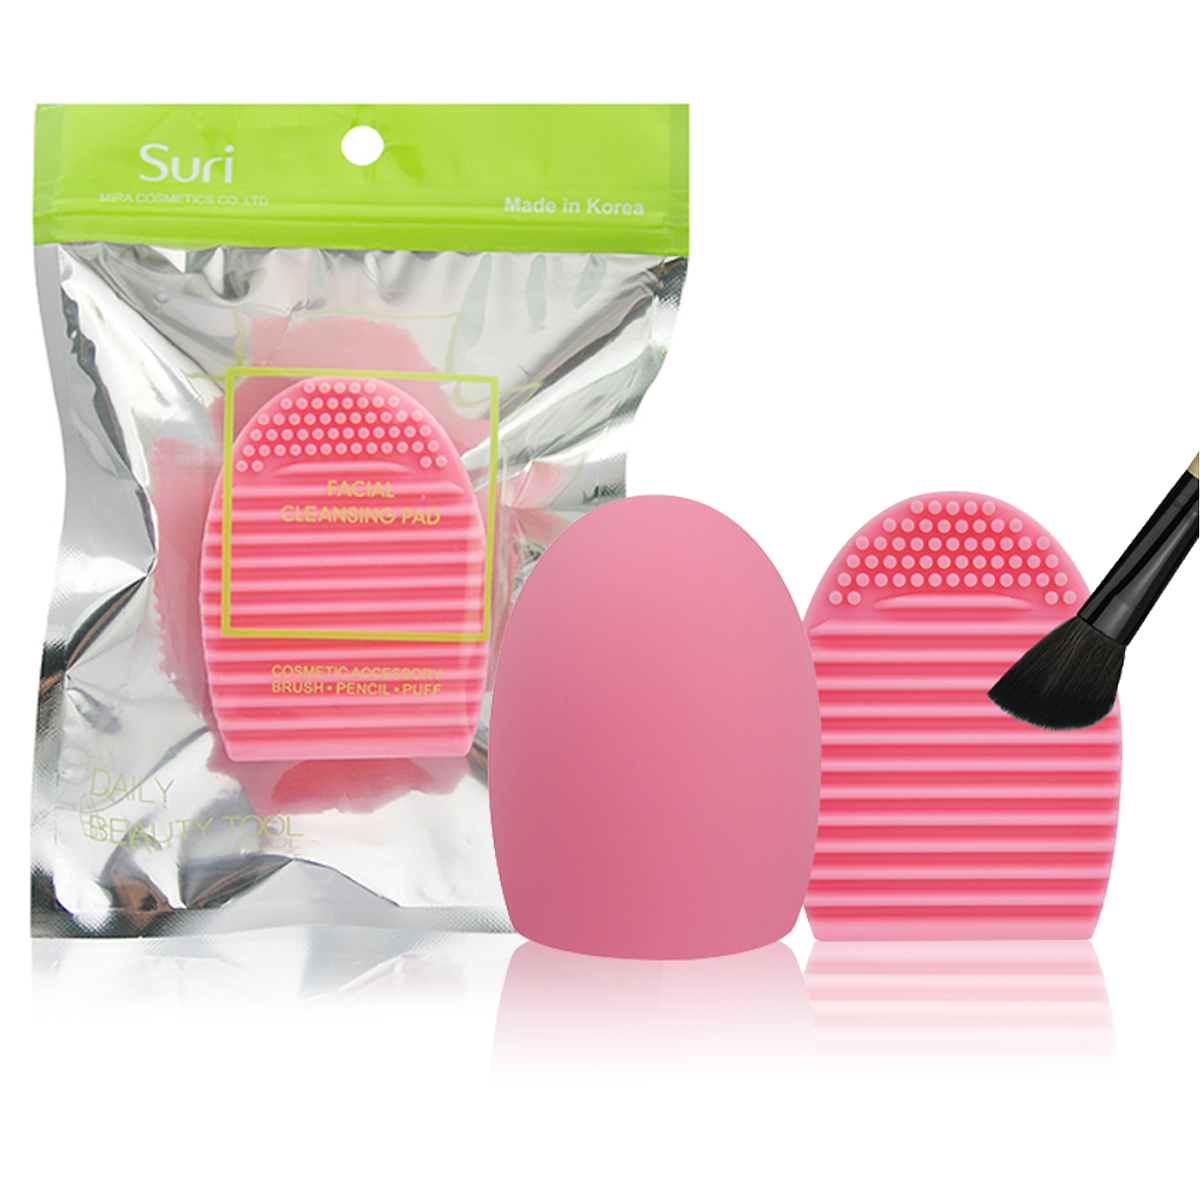 Suri
MIRA COSMETICS CO.LTD
Made in Korea
FACIAL
CLEANSING PAD
COSMETIC ACCESSORY
BRUSH • PENCIL • PUFF
DAILY
BEAUTY TOOL